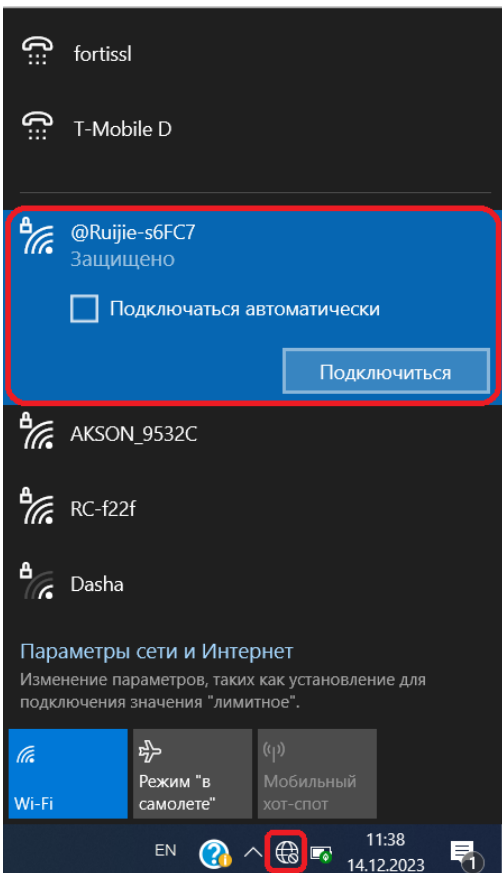 fortissl
T-Mobile D
@Ruijie-s6FC7
Защищено
Подключаться автоматически
Подключиться
AKSON_9532C
RC-f22f
Dasha
Параметры сети и Интернет
Изменение параметров, таких как установление для
подключения значения "лимитное".
Wi-Fi
Режим "в
самолете"
Мобильный
хот-спот
EN
11:38
14.12.2023
1